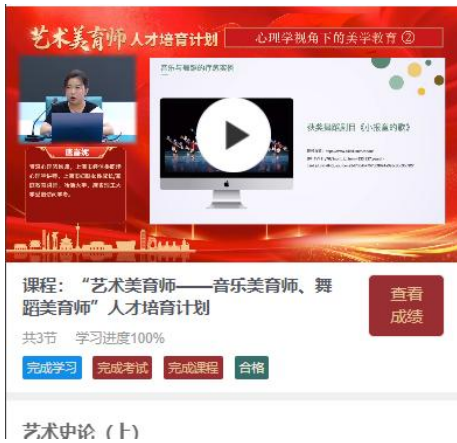 艺术美育师人才培育计划
心理学视角下的美学教育②
音乐与舞蹈的疗愈实例
获奖舞蹈剧目《小报童的歌》
课程：“艺术美育师——音乐美育师、舞
蹈美育师”人才培育计划
查看
成绩
共3节 学习进度100%
完成学习 完成考试 完成课程 合格
艺术史论（上）